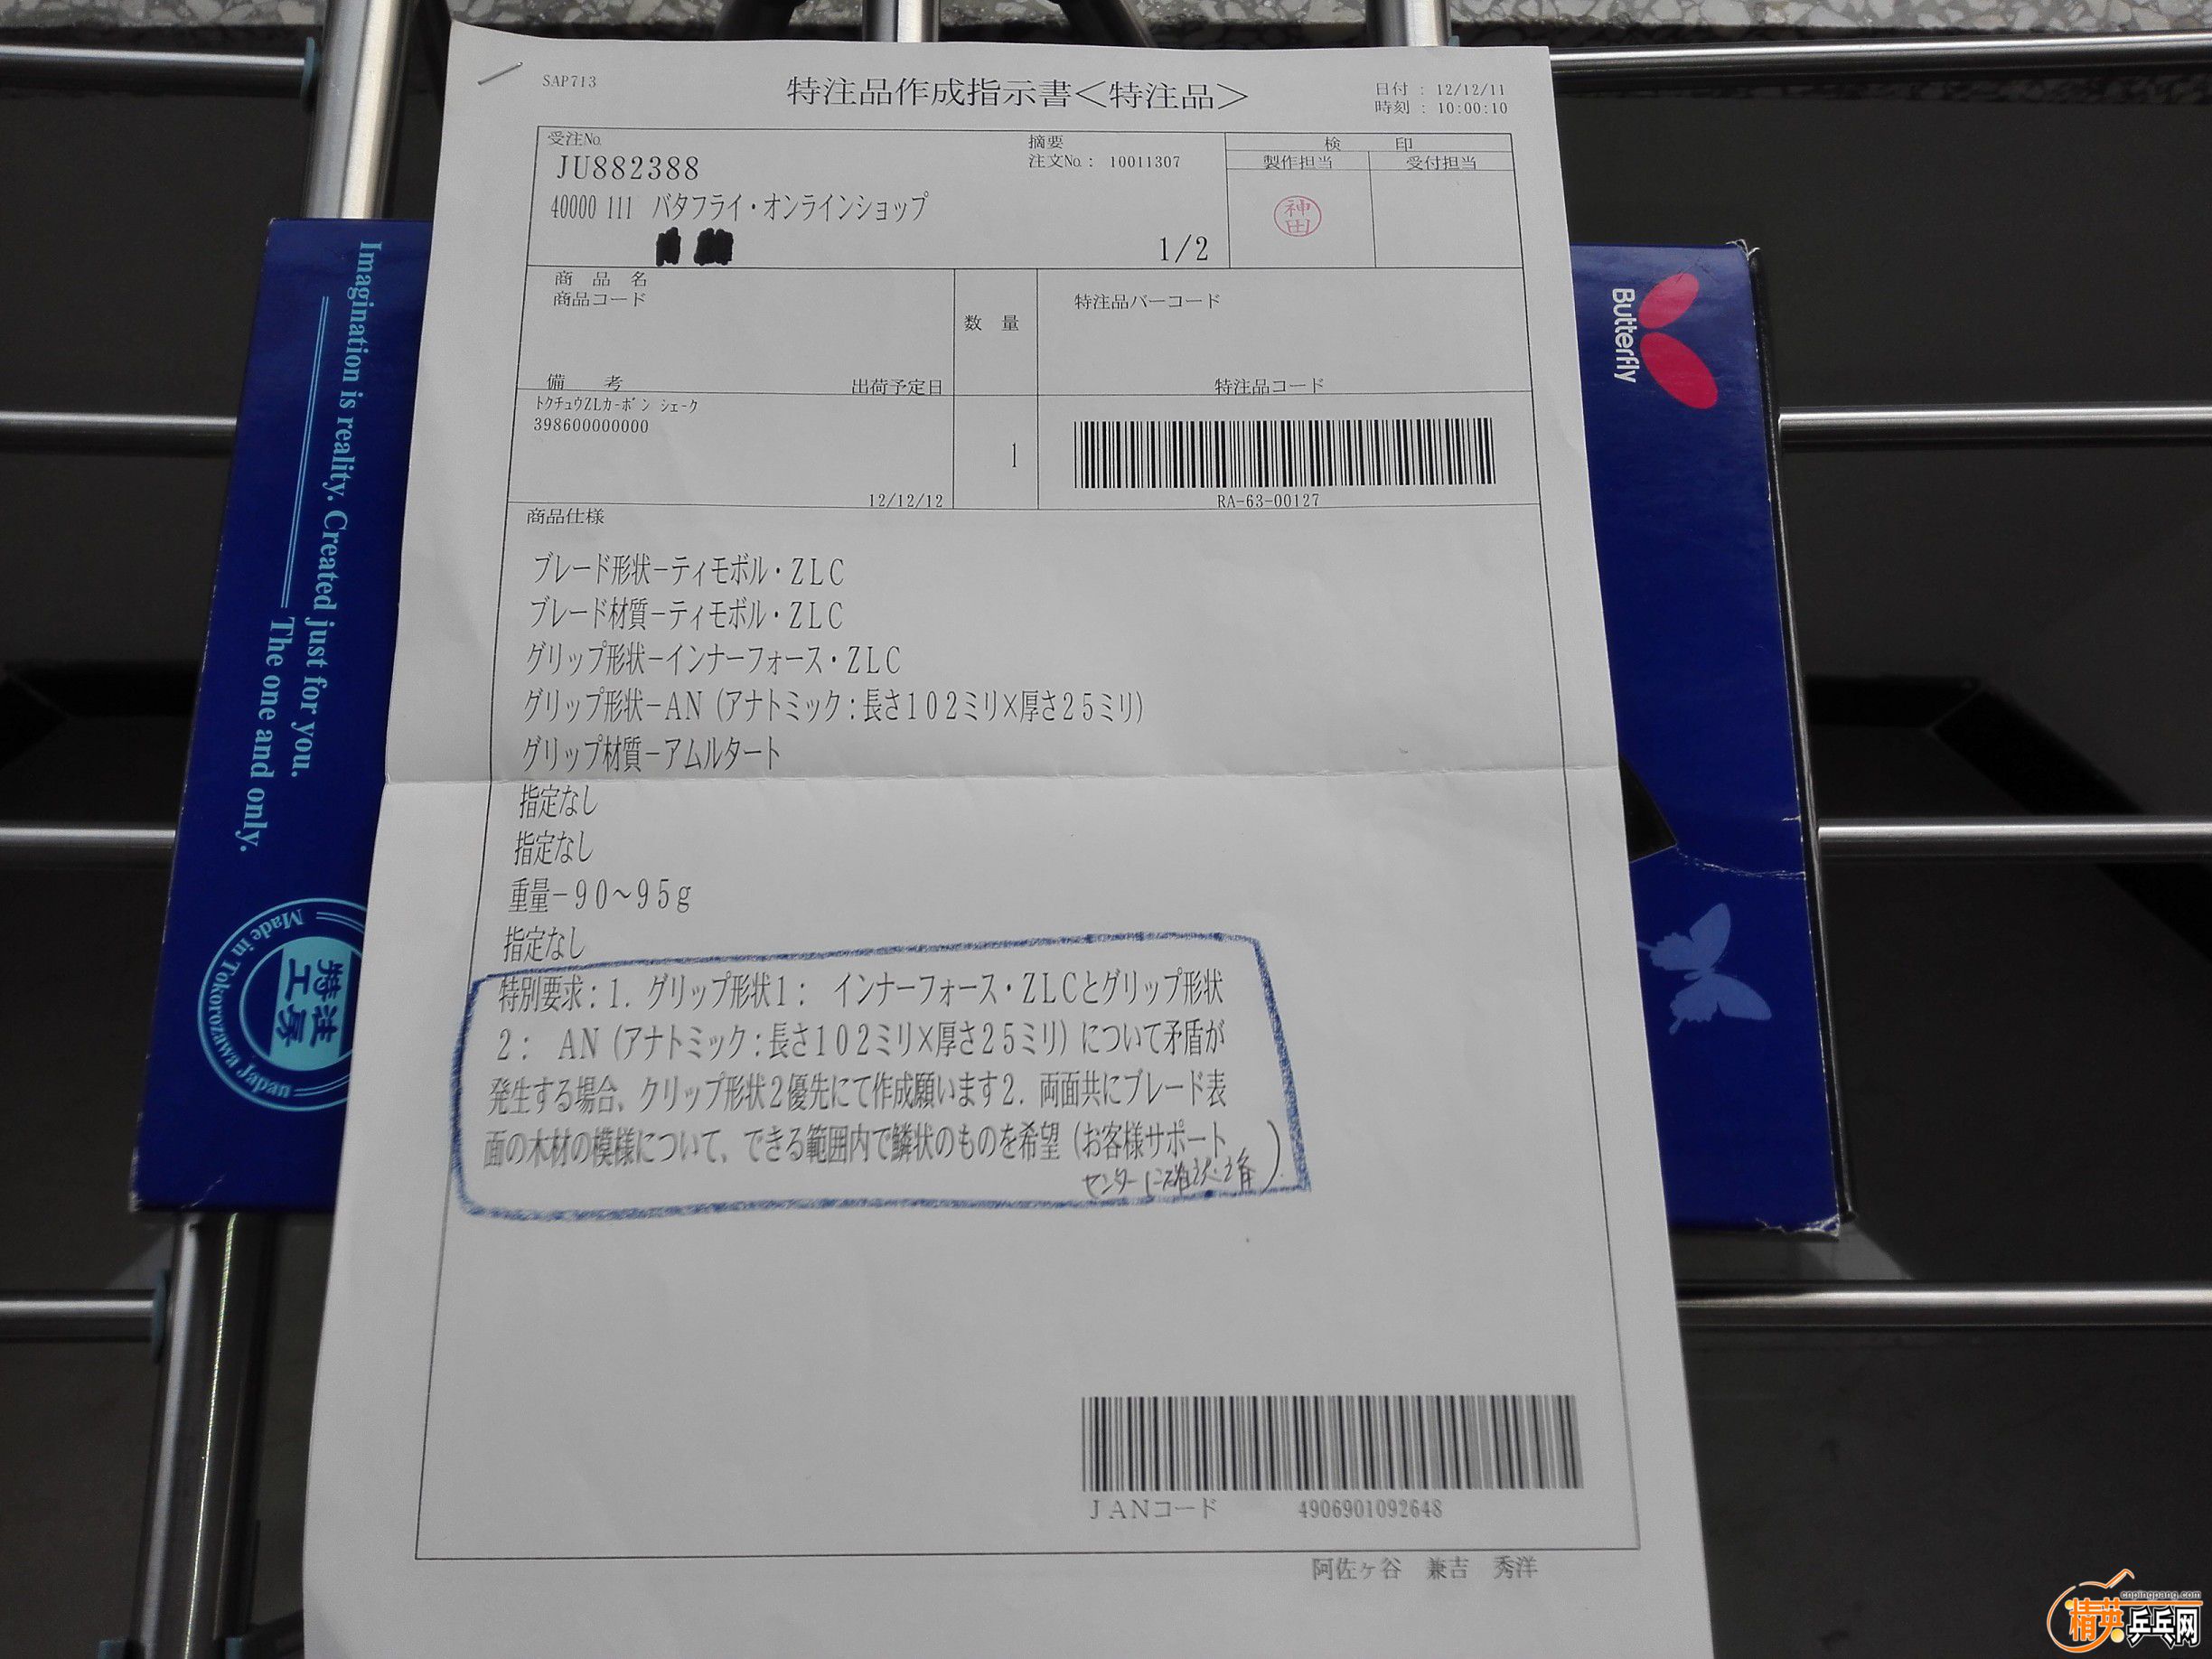 SAP713
特注品作成指示書＜特注品＞
日付 : 12/12/11
時刻 : 10:00:10
受注№
JU882388
摘要
注文№ : 10011307
検 印
製作担当
受付担当
神田
40000 111 バタフライ・オンラインショップ
1/2
商 品 名
商品コード
数 量
特注品バーコード
備 考
出荷予定日
特注品コード
ﾄｸﾁｭｳZLｶｰﾎﾞﾝ ｼｪｰｸ
398600000000
1
12/12/12
RA-63-00127
商品仕様
ブレード形状－ティモボル・ＺＬＣ
ブレード材質－ティモボル・ＺＬＣ
グリップ形状－インナーフォース・ＺＬＣ
グリップ形状－ＡＮ（アナトミック：長さ１０２ミリ×厚さ２５ミリ）
グリップ材質－アムルタート
指定なし
指定なし
重量－９０～９５ｇ
指定なし
特別要求：１．グリップ形状１： インナーフォース・ＺＬＣとグリップ形状
２： ＡＮ（アナトミック：長さ１０２ミリ×厚さ２５ミリ）について矛盾が
発生する場合、クリップ形状２優先にて作成願います２．両面共にブレード表
面の木材の模様について、できる範囲内で鱗状のものを希望（お客様サポート
センターに
JANコード 4906901092648
阿佐ヶ谷 兼吉 秀洋
Imagination is reality. Created just for you.
The one and only.
特注
工房
Made in Tokorozawa Japan
Butterfly
cnpingpang.com
精英乒乓网